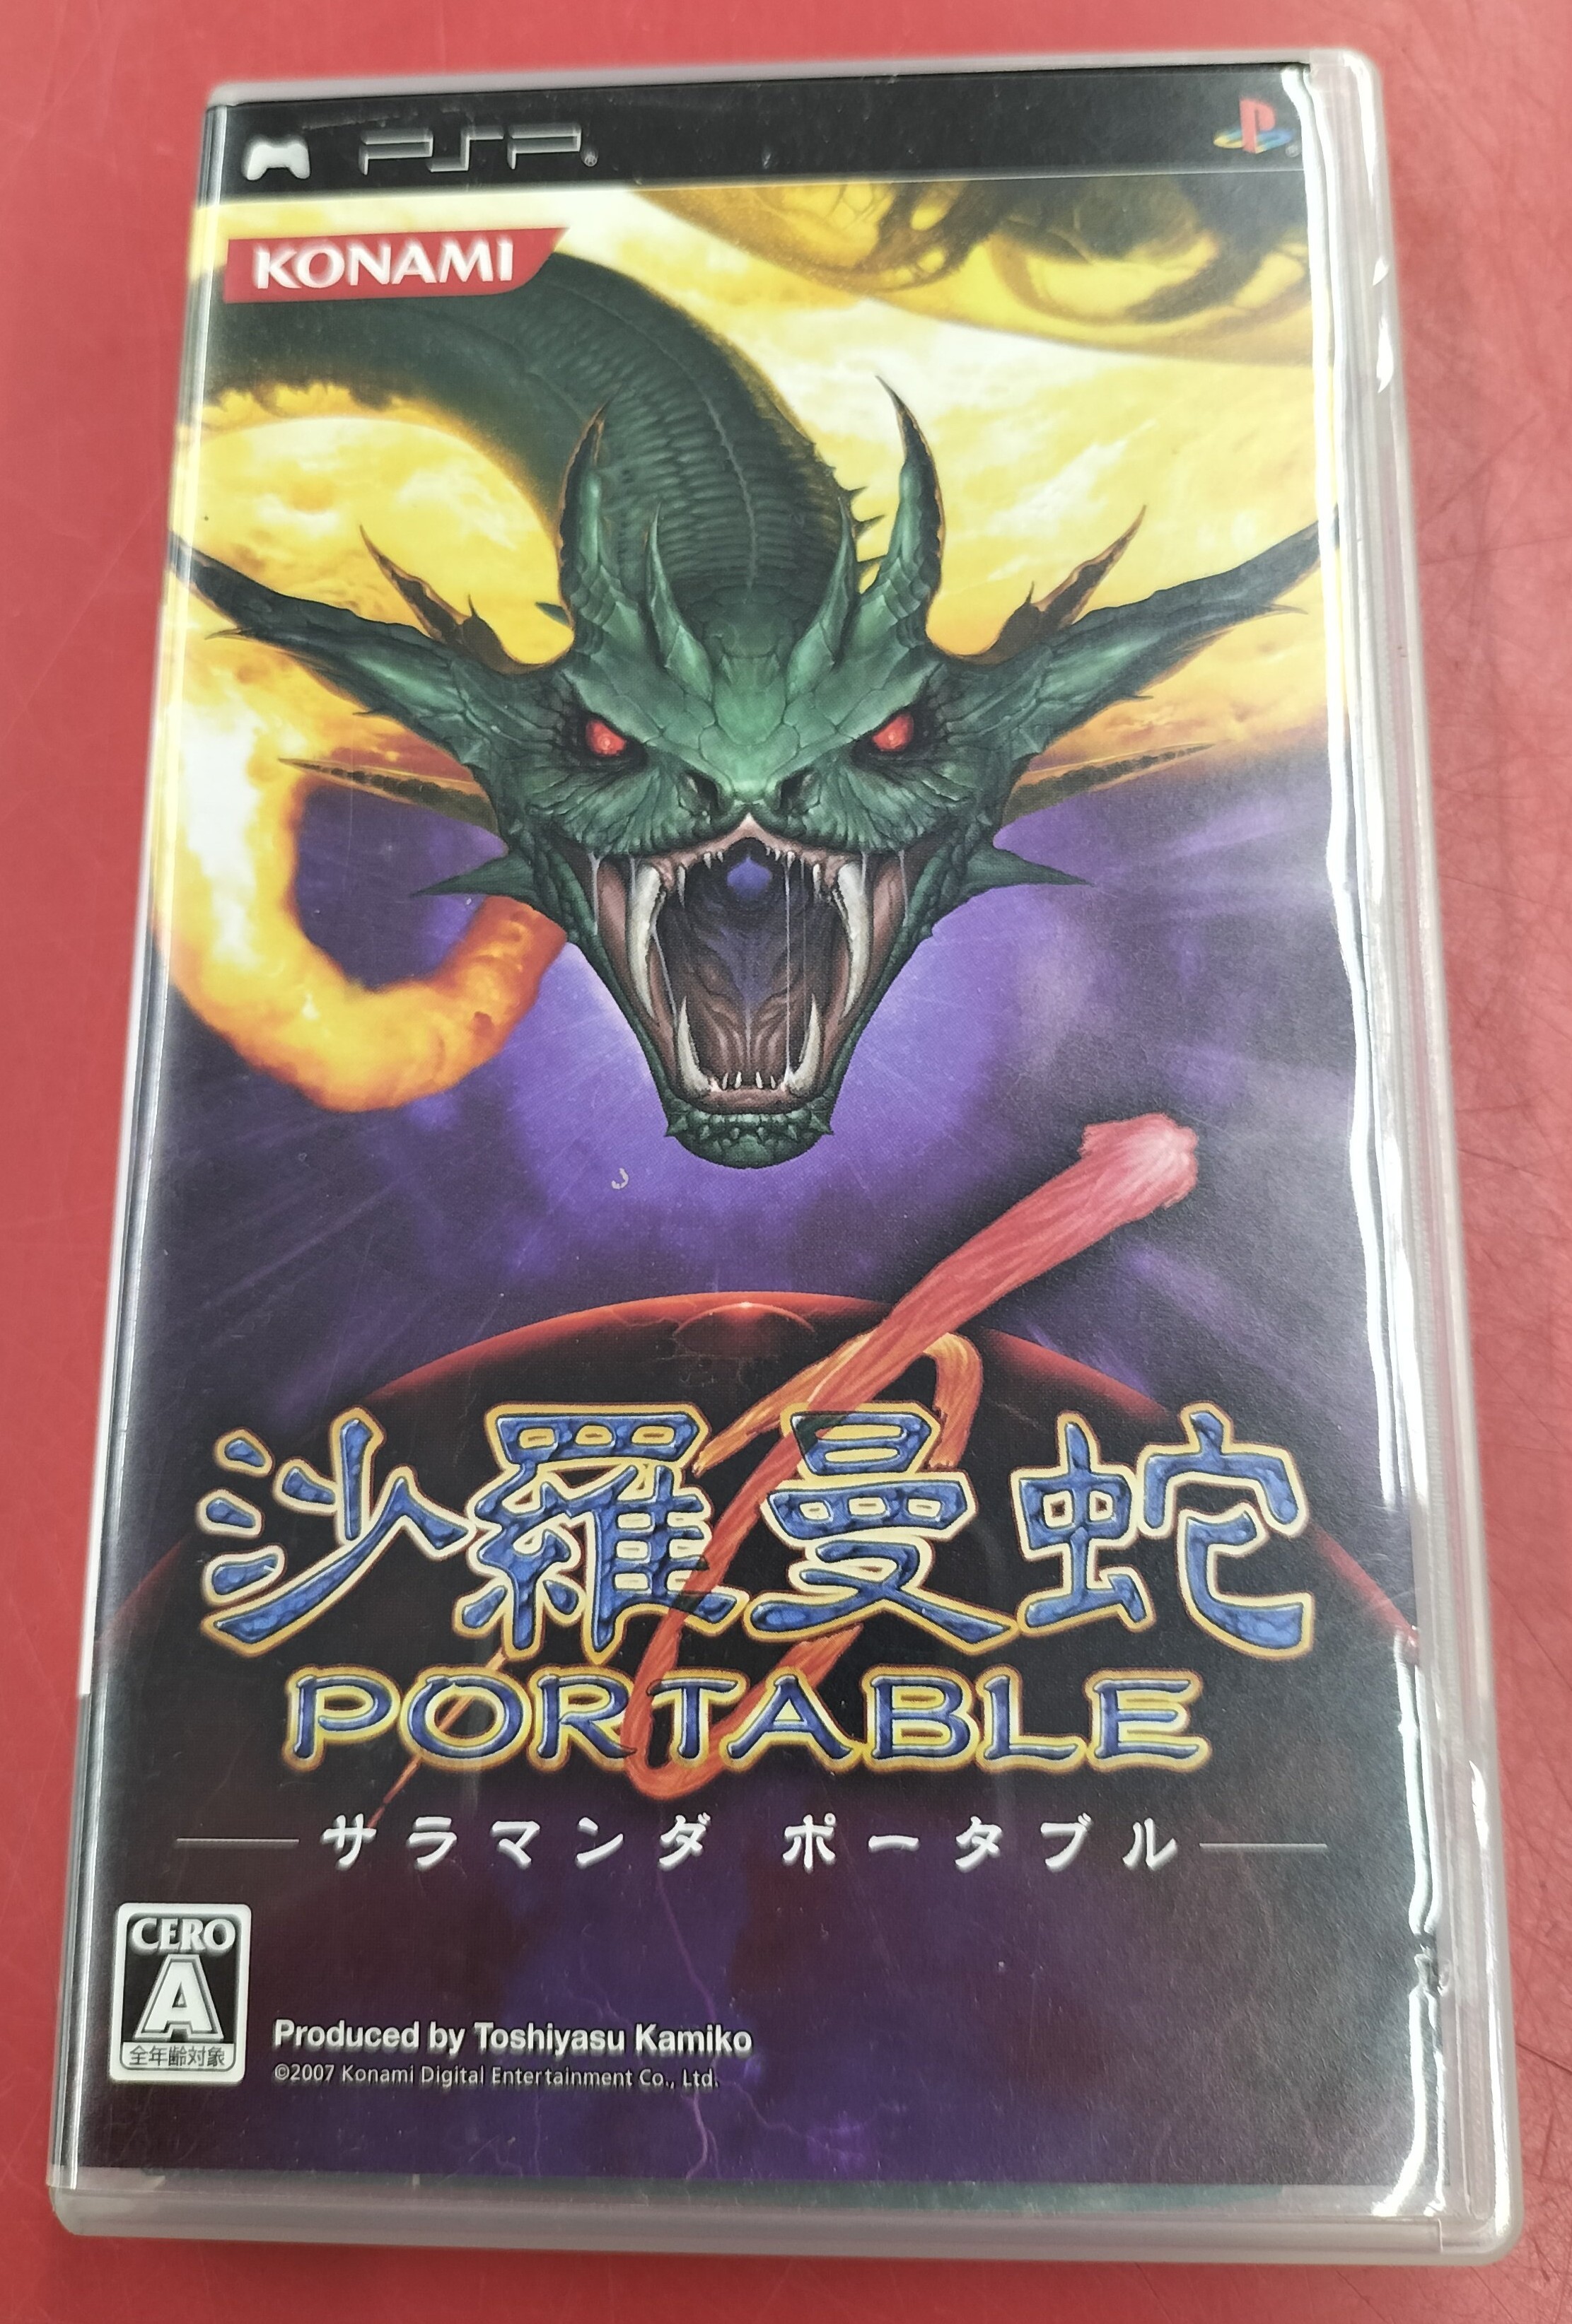 PSP®
KONAMI
沙羅曼蛇
PORTABLE
サラマンダ ポータブル
CERO
A
全年齢対象
Produced by Toshiyasu Kamiko
©2007 Konami Digital Entertainment Co., Ltd.